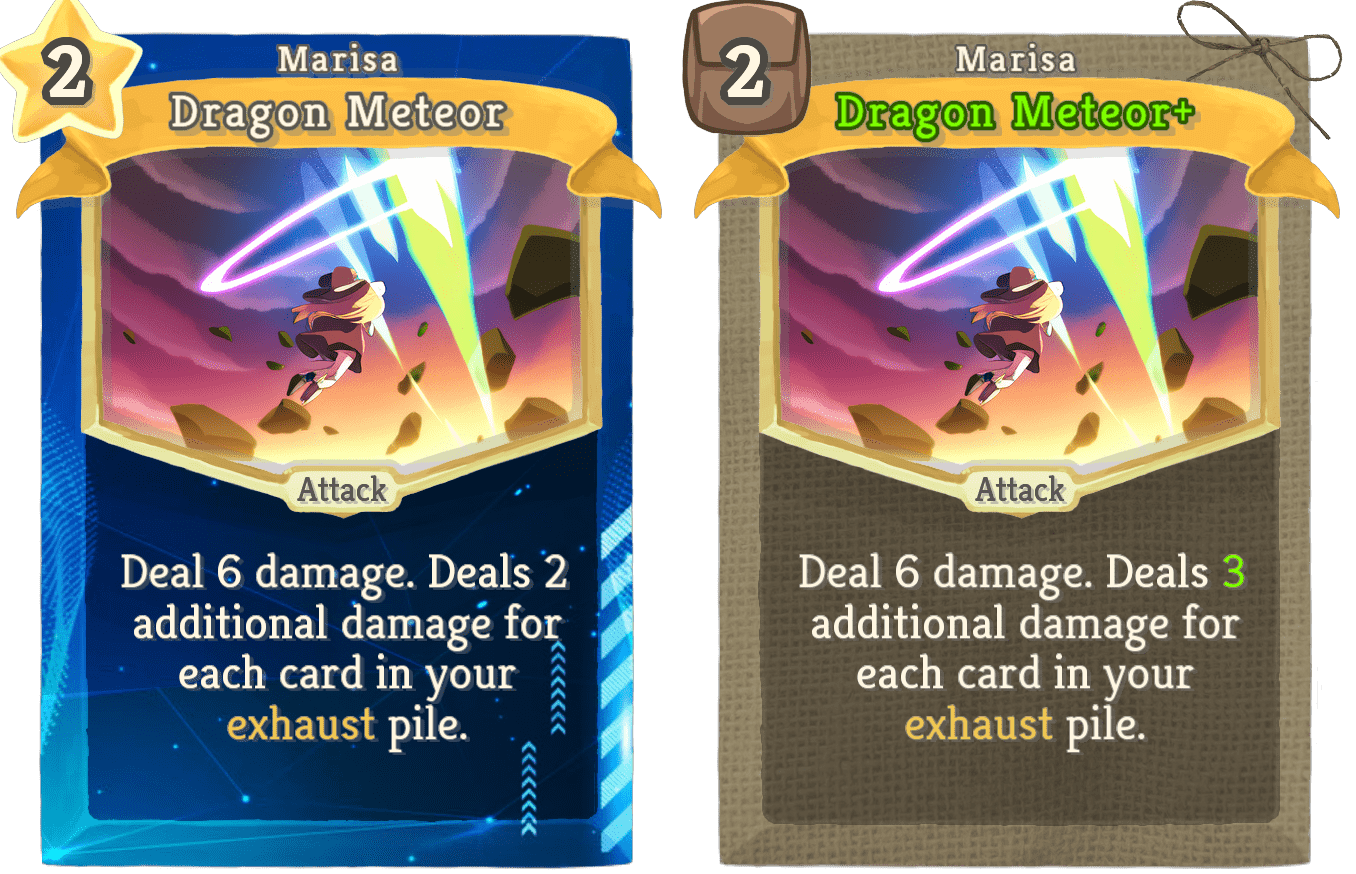 2
Marisa
Dragon Meteor
Attack
Deal 6 damage. Deals 2
additional damage for
each card in your
exhaust pile.
2
Marisa
Dragon Meteor+
Attack
Deal 6 damage. Deals 3
additional damage for
each card in your
exhaust pile.